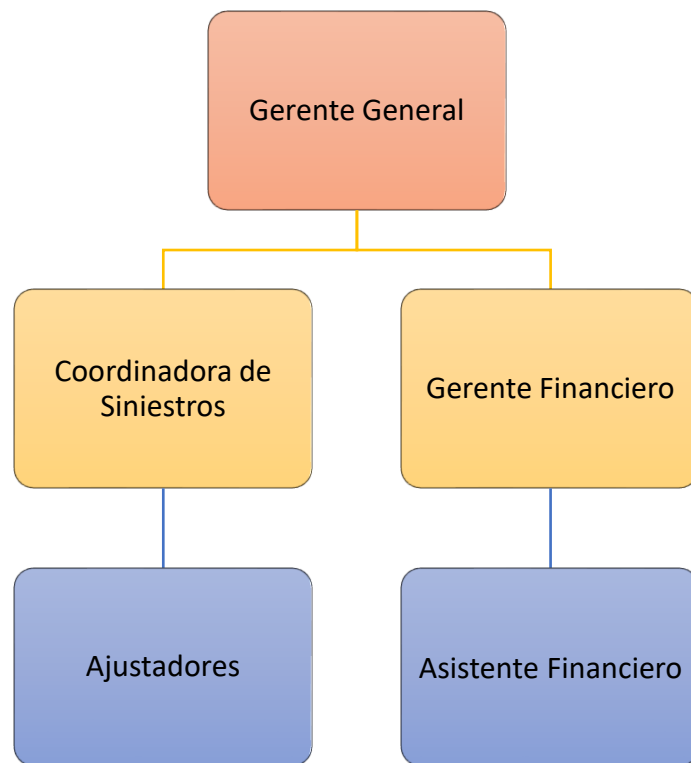 Gerente General
Coordinadora de
Siniestros
Gerente Financiero
Ajustadores
Asistente Financiero